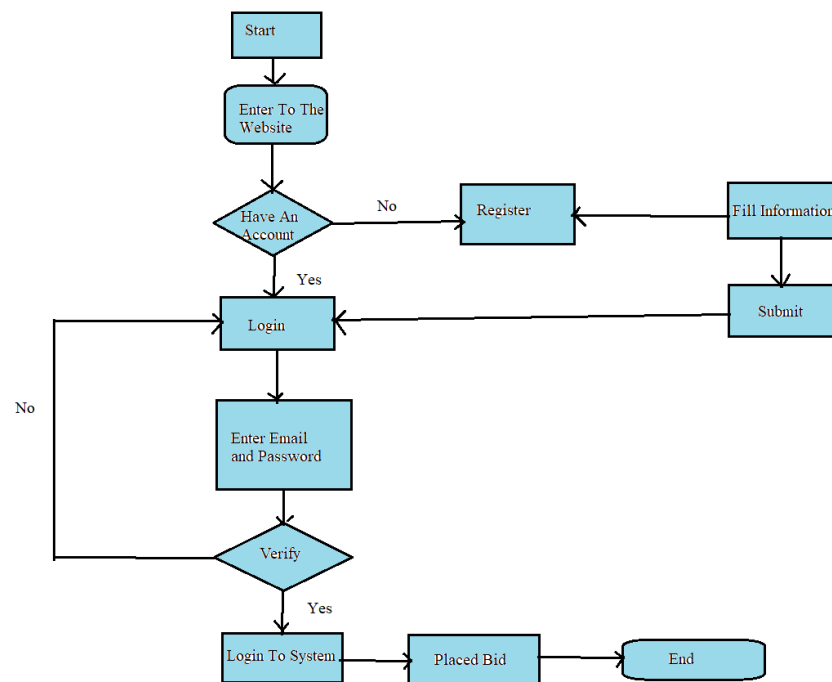 Start
Enter To The
Website
Have An
Account
No
Register
Fill Information
Yes
Login
Submit
No
Enter Email
and Password
Verify
Yes
Login To System
Placed Bid
End